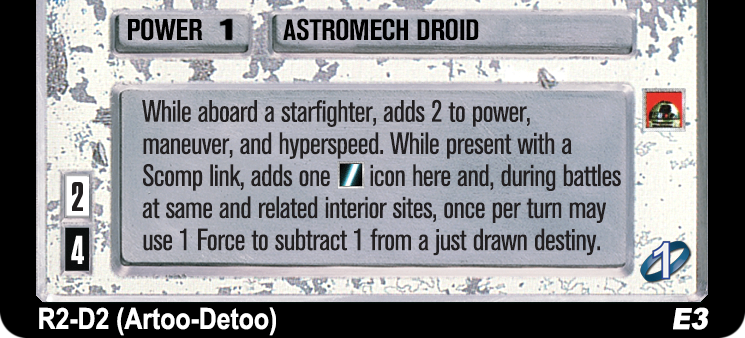 POWER 1 ASTROMECH DROID
While aboard a starfighter, adds 2 to power,
maneuver, and hyperspeed. While present with a
Scomp link, adds one icon here and, during battles
at same and related interior sites, once per turn may
use 1 Force to subtract 1 from a just drawn destiny.
2
4
1
R2-D2 (Artoo-Detoo) E3